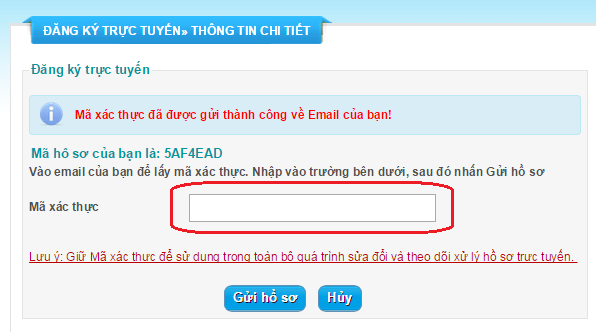 ĐĂNG KÝ TRỰC TUYẾN» THÔNG TIN CHI TIẾT
Đăng ký trực tuyến
Mã xác thực đã được gửi thành công về Email của bạn!
Mã hồ sơ của bạn là: 5AF4EAD
Vào email của bạn để lấy mã xác thực. Nhập vào trường bên dưới, sau đó nhấn Gửi hồ sơ
Mã xác thực
Lưu ý: Giữ Mã xác thực để sử dụng trong toàn bộ quá trình sửa đổi và theo dõi xử lý hồ sơ trực tuyến.
Gửi hồ sơ Hủy